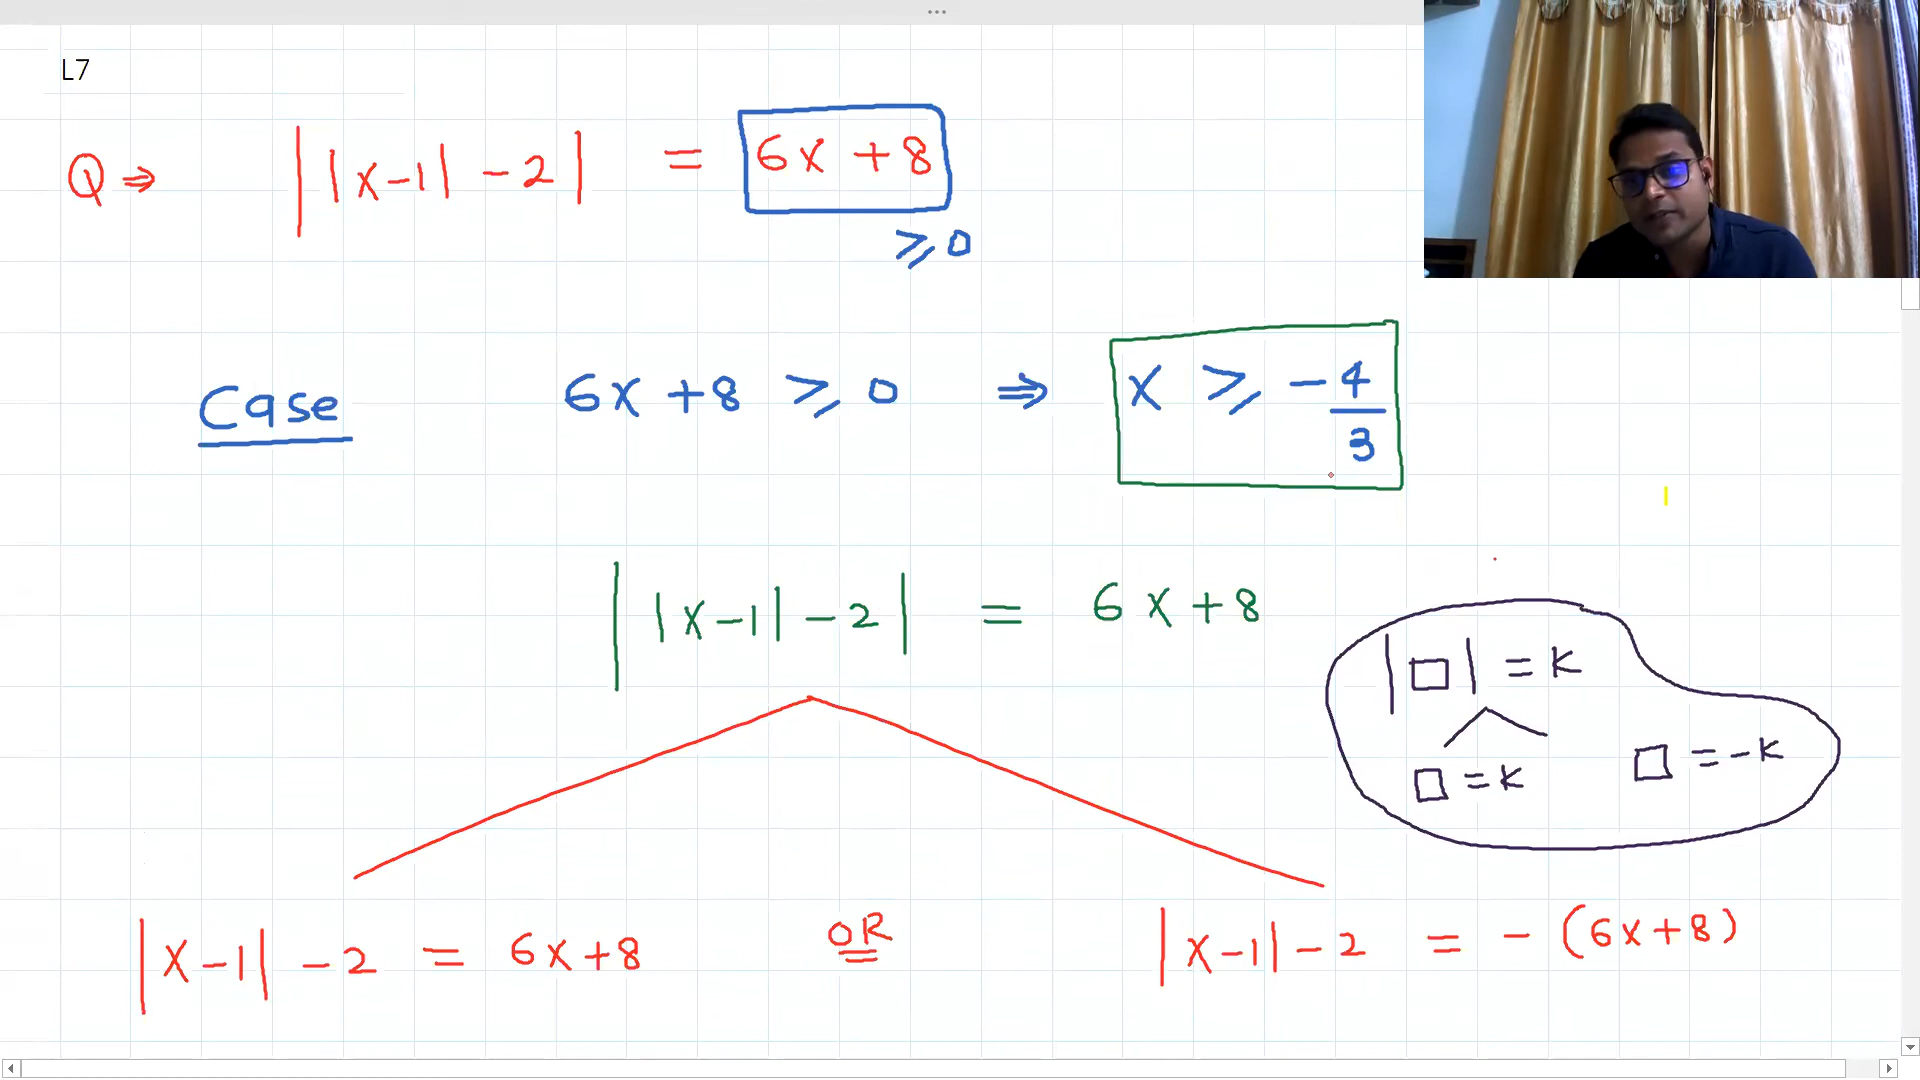 L7
Q ⇒ ||x-1| - 2| = 6x + 8
⩾ 0
Case 6x + 8 ⩾ 0 ⇒ x ⩾ -4/3
||x-1| - 2| = 6x + 8
|□| = k
□ = k □ = -k
|x-1| - 2 = 6x+8 OR |x-1| - 2 = - (6x+8)